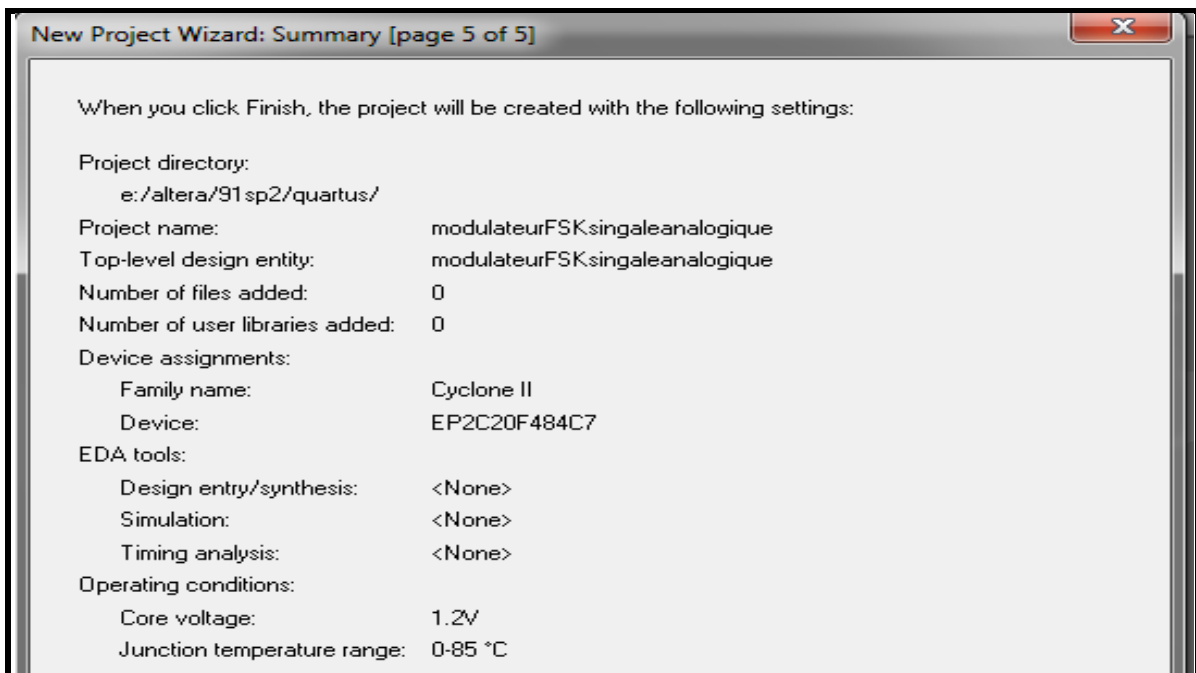 New Project Wizard: Summary [page 5 of 5]
When you click Finish, the project will be created with the following settings:
Project directory:
e:/altera/91sp2/quartus/
Project name: modulateurFSKsingaleanalogique
Top-level design entity: modulateurFSKsingaleanalogique
Number of files added: 0
Number of user libraries added: 0
Device assignments:
Family name: Cyclone II
Device: EP2C20F484C7
EDA tools:
Design entry/synthesis: <None>
Simulation: <None>
Timing analysis: <None>
Operating conditions:
Core voltage: 1.2V
Junction temperature range: 0-85 °C